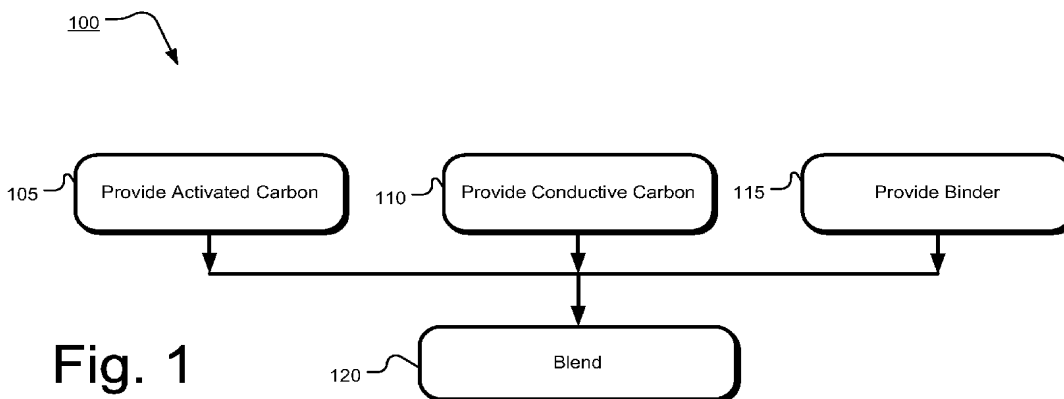 100
105
Provide Activated Carbon
110
Provide Conductive Carbon
115
Provide Binder
120
Blend
Fig. 1